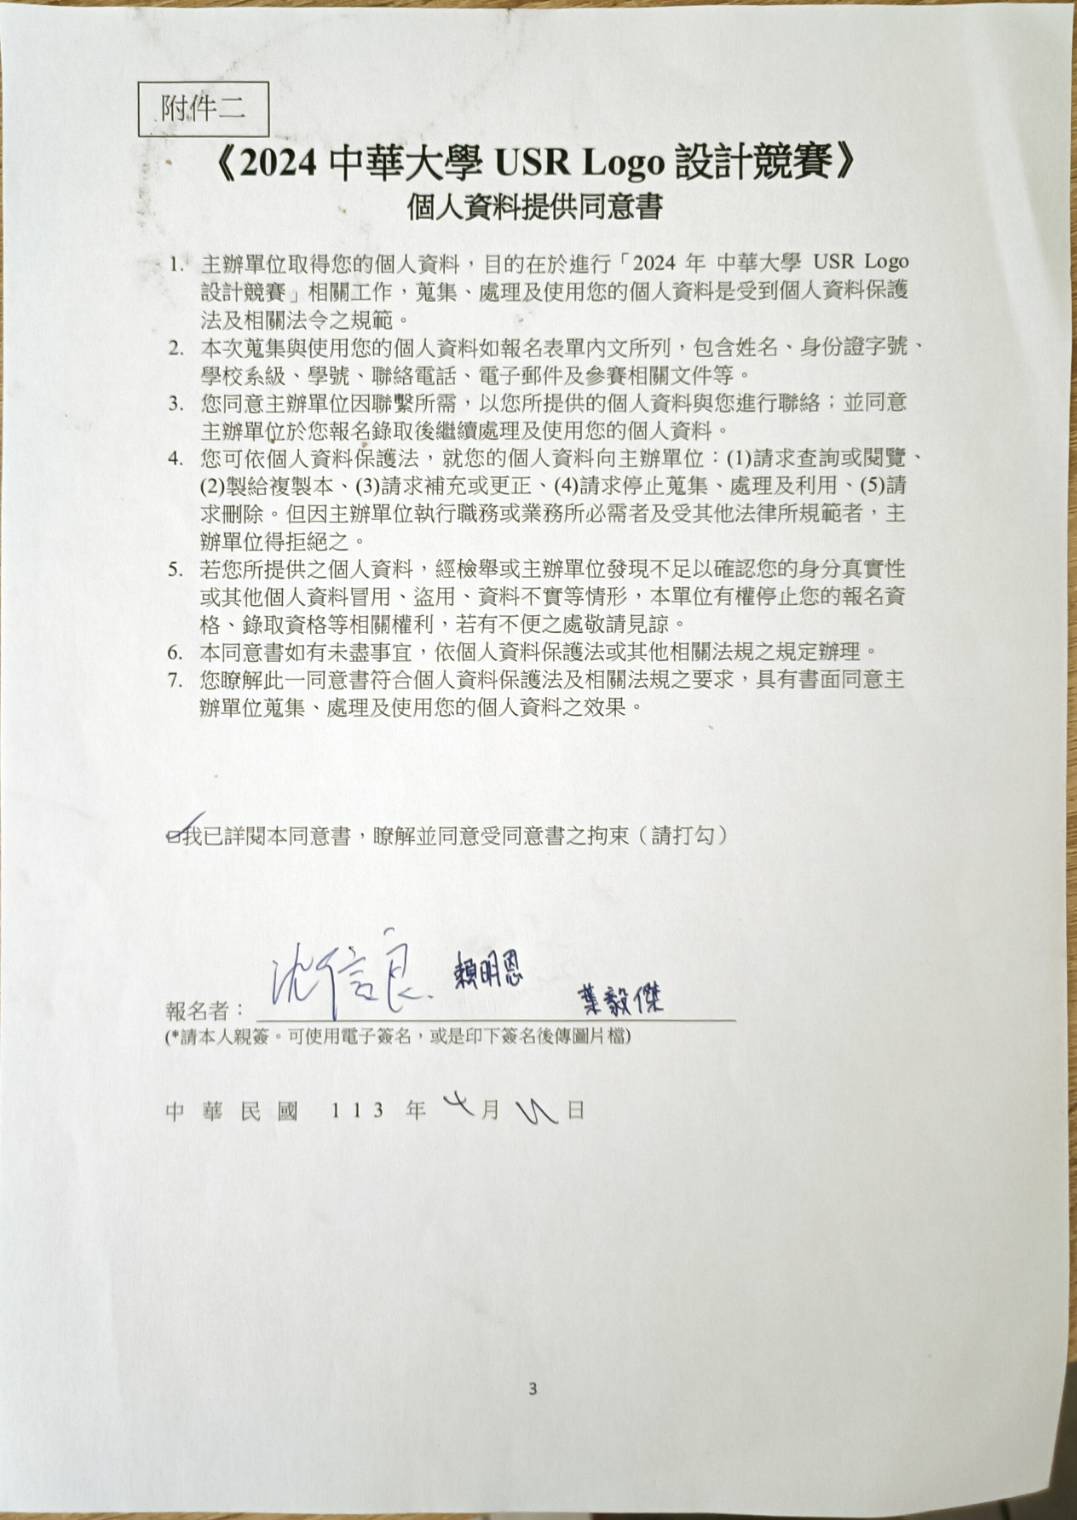 附件二
《2024 中華大學 USR Logo 設計競賽》
個人資料提供同意書
1. 主辦單位取得您的個人資料，目的在於進行「2024 年 中華大學 USR Logo
設計競賽」相關工作，蒐集、處理及使用您的個人資料是受到個人資料保護
法及相關法令之規範。
2. 本次蒐集與使用您的個人資料如報名表單內文所列，包含姓名、身份證字號、
學校系級、學號、聯絡電話、電子郵件及參賽相關文件等。
3. 您同意主辦單位因聯繫所需，以您所提供的個人資料與您進行聯絡；並同意
主辦單位於您報名錄取後繼續處理及使用您的個人資料。
4. 您可依個人資料保護法，就您的個人資料向主辦單位：(1)請求查詢或閱覽、
(2)製給複製本、(3)請求補充或更正、(4)請求停止蒐集、處理及利用、(5)請
求刪除。但因主辦單位執行職務或業務所必需者及受其他法律所規範者，主
辦單位得拒絕之。
5. 若您所提供之個人資料，經檢舉或主辦單位發現不足以確認您的身分真實性
或其他個人資料冒用、盜用、資料不實等情形，本單位有權停止您的報名資
格、錄取資格等相關權利，若有不便之處敬請見諒。
6. 本同意書如有未盡事宜，依個人資料保護法或其他相關法規之規定辦理。
7. 您瞭解此一同意書符合個人資料保護法及相關法規之要求，具有書面同意主
辦單位蒐集、處理及使用您的個人資料之效果。
☑我已詳閱本同意書，瞭解並同意受同意書之拘束（請打勾）
報名者： 沈信良 賴明恩 葉毅傑
(*請本人親簽。可使用電子簽名，或是印下簽名後傳圖片檔)
中 華 民 國 113 年 4 月 日
3